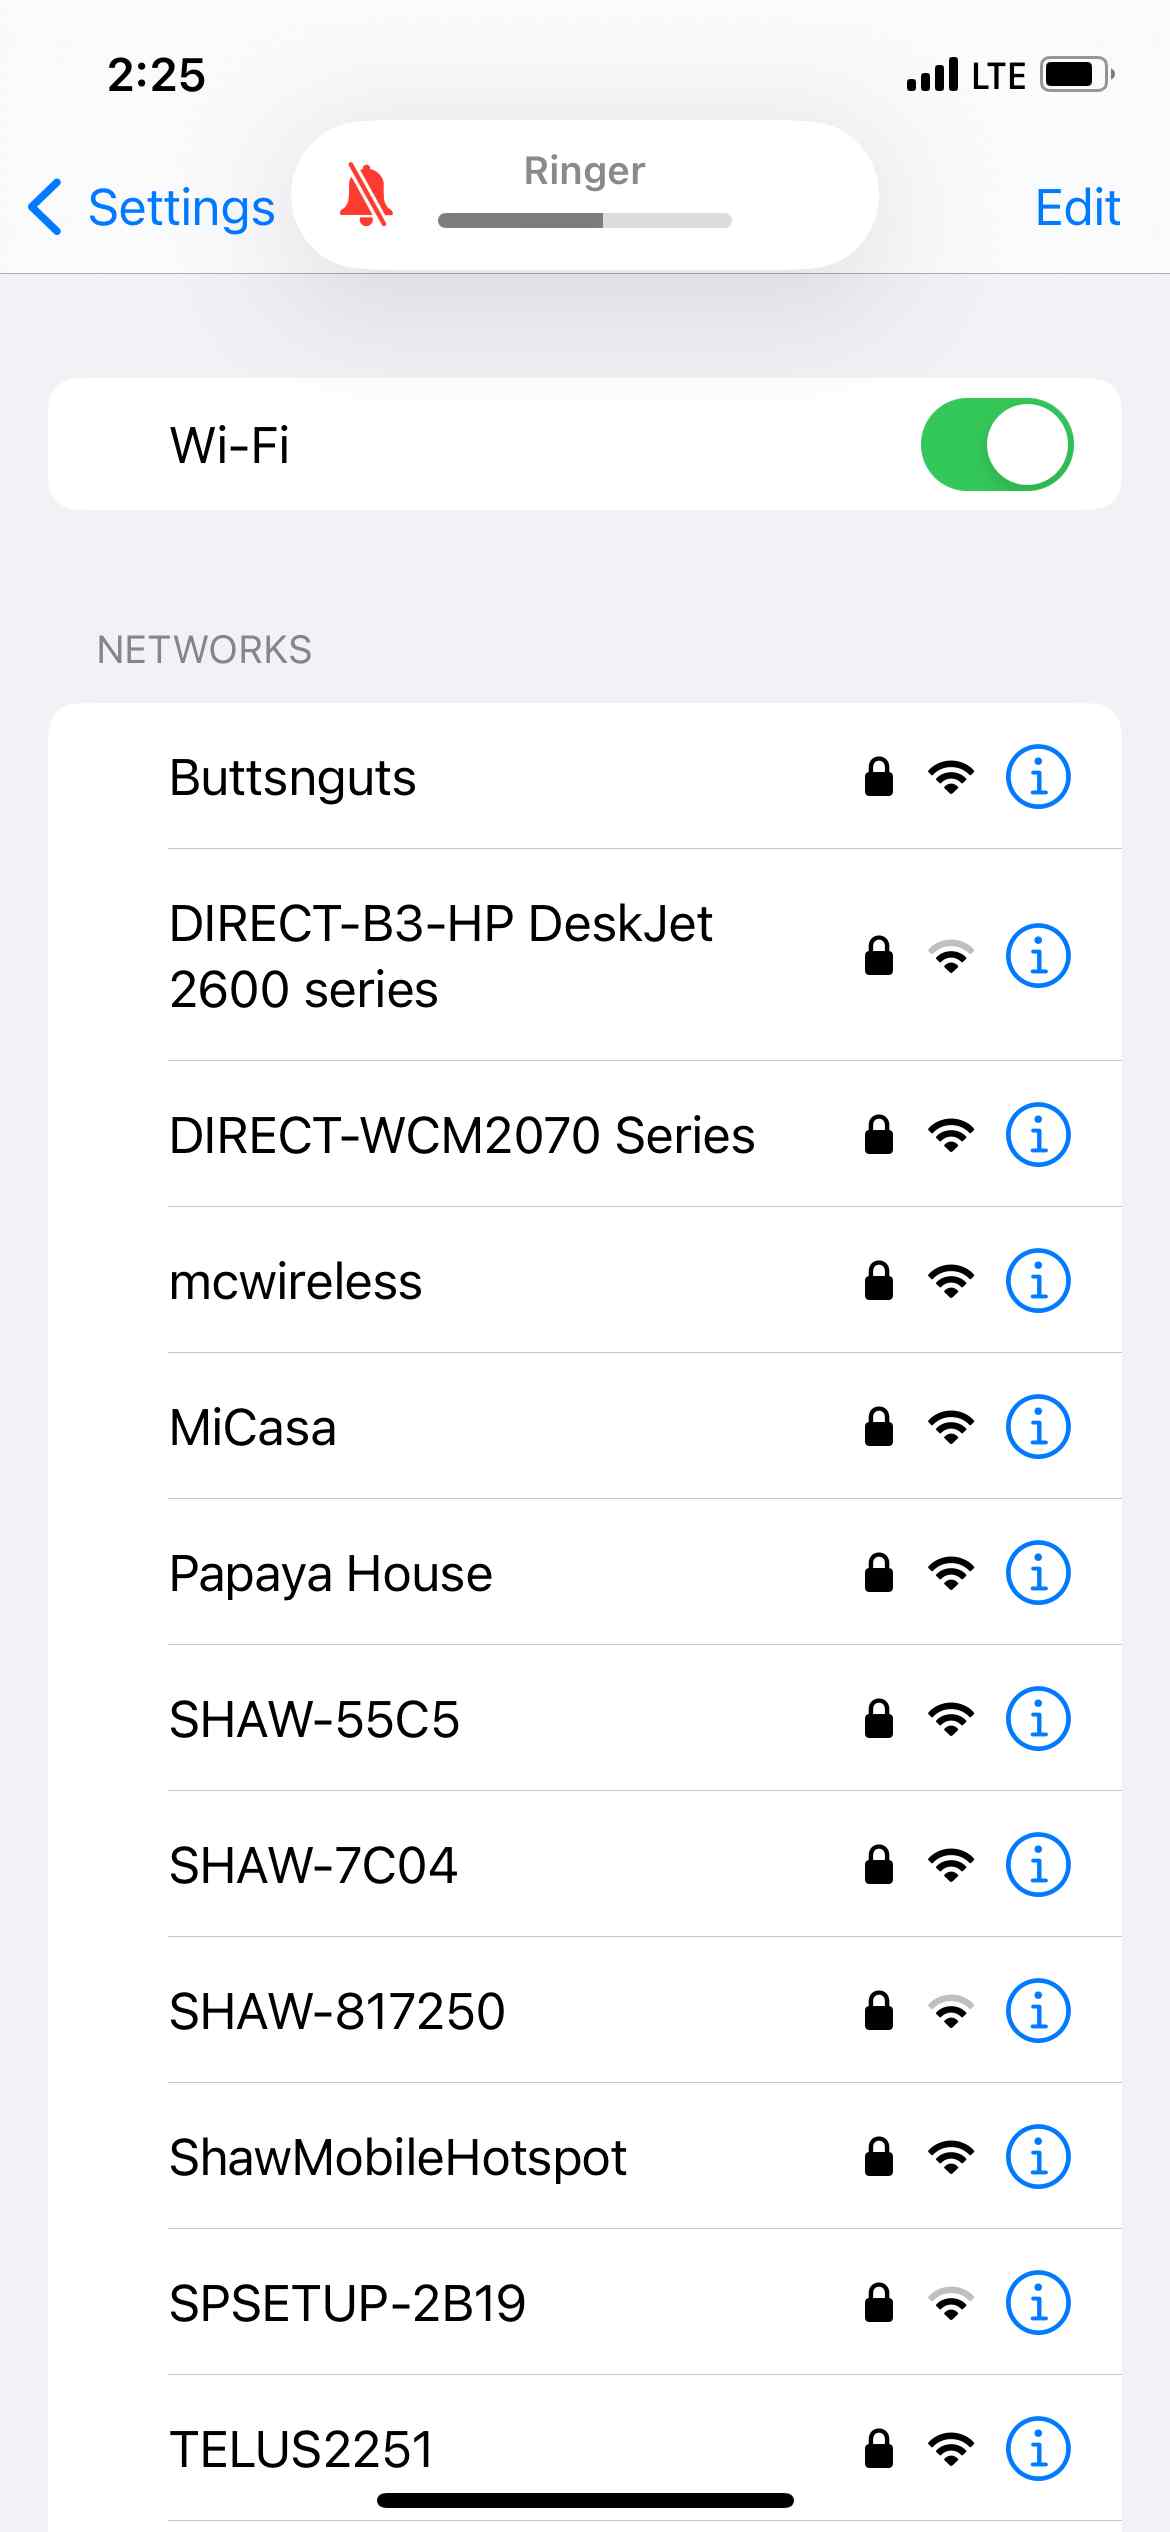 2:25
LTE
Ringer
Settings
Edit
Wi-Fi
NETWORKS
Buttsnguts
DIRECT-B3-HP DeskJet
2600 series
DIRECT-WCM2070 Series
mcwireless
MiCasa
Papaya House
SHAW-55C5
SHAW-7C04
SHAW-817250
ShawMobileHotspot
SPSETUP-2B19
TELUS2251